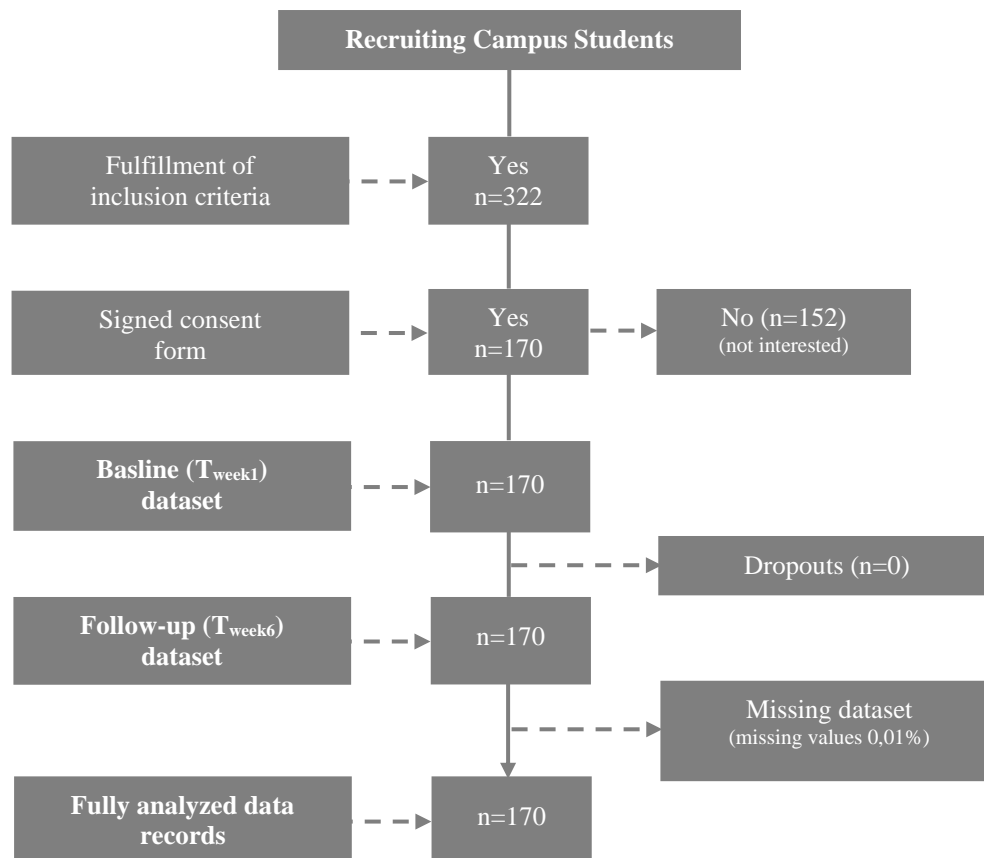 Recruiting Campus Students
Fulfillment of
inclusion criteria
Yes
n=322
Signed consent
form
Yes
n=170
No (n=152)
(not interested)
Basline (Tweek1)
dataset
n=170
Dropouts (n=0)
Follow-up (Tweek6)
dataset
n=170
Missing dataset
(missing values 0,01%)
Fully analyzed data
records
n=170